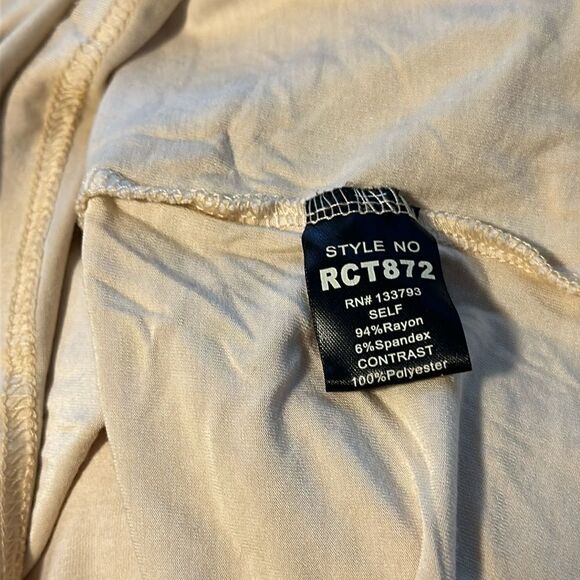 STYLE NO
RCT872
RN# 133793
SELF
94%Rayon
6%Spandex
CONTRAST
100%Polyester